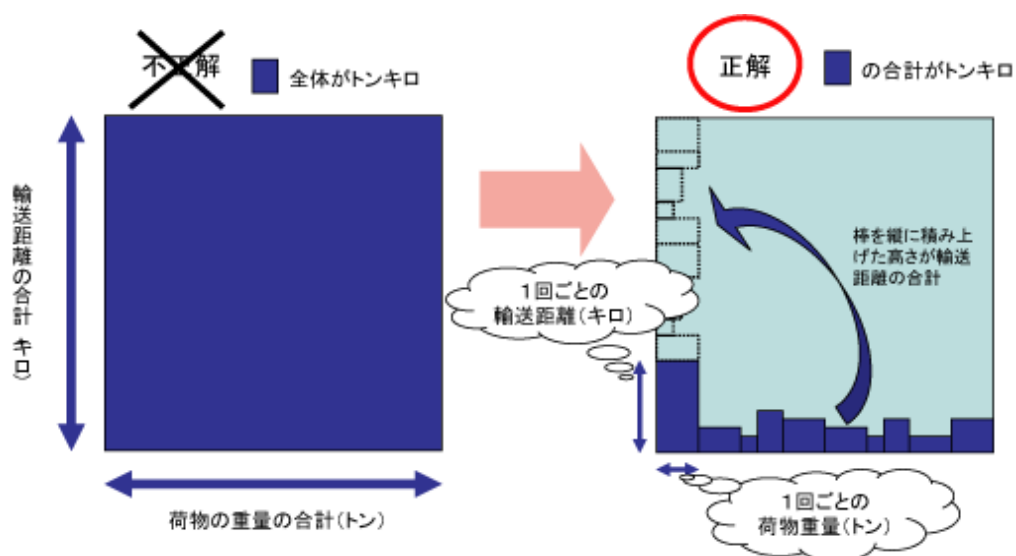 不正解
全体がトンキロ
輸送距離の合計 キロ)
荷物の重量の合計(トン)
正解
の合計がトンキロ
棒を縦に積み上
げた高さが輸送
距離の合計
1回ごとの
輸送距離(キロ)
1回ごとの
荷物重量(トン)